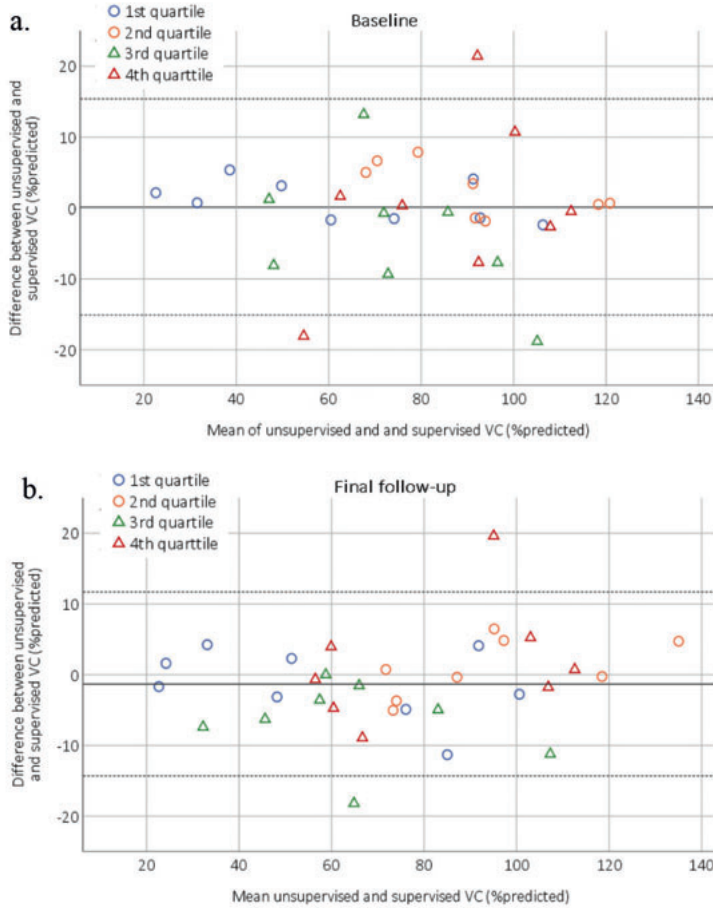 a.
Baseline
1st quartile
2nd quartile
3rd quartile
4th quarttile
Difference between unsupervised and
supervised VC (%predicted)
20
10
0
-10
-20
20
40
60
80
100
120
140
Mean of unsupervised and and supervised VC (%predicted)
b.
Final follow-up
1st quartile
2nd quartile
3rd quartile
4th quarttile
Difference between unsupervised
and supervised VC (%predicted)
20
10
0
-10
-20
20
40
60
80
100
120
140
Mean unsupervised and supervised VC (%predicted)